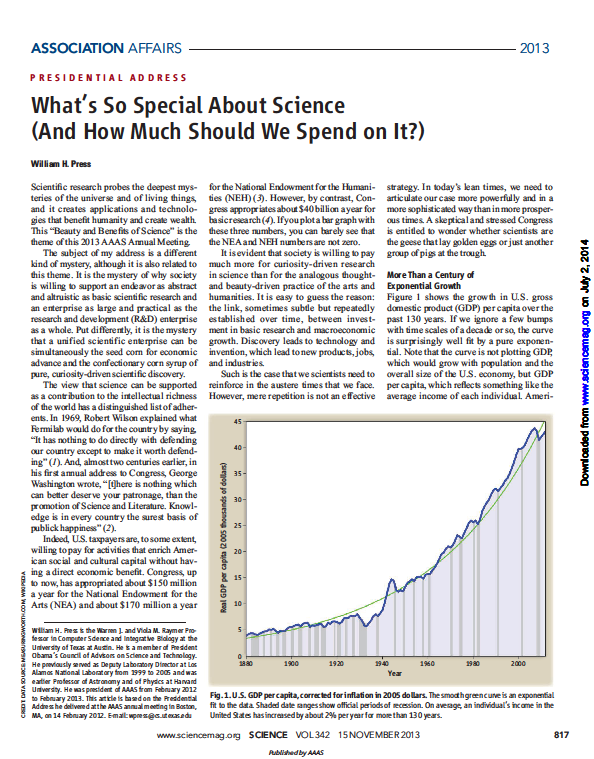 ASSOCIATION AFFAIRS 2013
PRESIDENTIAL ADDRESS
What's So Special About Science
(And How Much Should We Spend on It?)
William H. Press
Scientific research probes the deepest mys-
teries of the universe and of living things,
and it creates applications and technolo-
gies that benefit humanity and create wealth.
This “Beauty and Benefits of Science” is the
theme of this 2013 AAAS Annual Meeting.
The subject of my address is a different
kind of mystery, although it is also related to
this theme. It is the mystery of why society
is willing to support an endeavor as abstract
and altruistic as basic scientific research and
an enterprise as large and practical as the
research and development (R&D) enterprise
as a whole. Put differently, it is the mystery
that a unified scientific enterprise can be
simultaneously the seed corn for economic
advance and the confectionary corn syrup of
pure, curiosity-driven scientific discovery.
The view that science can be supported
as a contribution to the intellectual richness
of the world has a distinguished list of adher-
ents. In 1969, Robert Wilson explained what
Fermilab would do for the country by saying,
“It has nothing to do directly with defending
our country except to make it worth defend-
ing” (1). And, almost two centuries earlier, in
his first annual address to Congress, George
Washington wrote, “[t]here is nothing which
can better deserve your patronage, than the
promotion of Science and Literature. Knowl-
edge is in every country the surest basis of
publick happiness” (2).
Indeed, U.S. taxpayers are, to some extent,
willing to pay for activities that enrich Amer-
ican social and cultural capital without hav-
ing a direct economic benefit. Congress, up
to now, has appropriated about $150 million
a year for the National Endowment for the
Arts (NEA) and about $170 million a year
William H. Press is the Warren J. and Viola M. Raymer Pro-
fessor in Computer Science and Integrative Biology at the
University of Texas at Austin. He is a member of President
Obama's Council of Advisors on Science and Technology.
He previously served as Deputy Laboratory Director at Los
Alamos National Laboratory from 1999 to 2005 and was
earlier Professor of Astronomy and of Physics at Harvard
University. He was president of AAAS from February 2012
to February 2013. This article is based on the Presidential
Address he delivered at the AAAS annual meeting in Boston,
MA, on 14 February 2012. E-mail: wpress@cs.utexas.edu
for the National Endowment for the Humani-
ties (NEH) (3). However, by contrast, Con-
gress appropriates about $40 billion a year for
basic research (4). If you plot a bar graph with
these three numbers, you can barely see that
the NEA and NEH numbers are not zero.
It is evident that society is willing to pay
much more for curiosity-driven research
in science than for the analogous thought-
and beauty-driven practice of the arts and
humanities. It is easy to guess the reason:
the link, sometimes subtle but repeatedly
established over time, between invest-
ment in basic research and macroeconomic
growth. Discovery leads to technology and
invention, which lead to new products, jobs,
and industries.
Such is the case that we scientists need to
reinforce in the austere times that we face.
However, mere repetition is not an effective
strategy. In today's lean times, we need to
articulate our case more powerfully and in a
more sophisticated way than in more prosper-
ous times. A skeptical and stressed Congress
is entitled to wonder whether scientists are
the geese that lay golden eggs or just another
group of pigs at the trough.
More Than a Century of
Exponential Growth
Figure 1 shows the growth in U.S. gross
domestic product (GDP) per capita over the
past 130 years. If we ignore a few bumps
with time scales of a decade or so, the curve
is surprisingly well fit by a pure exponen-
tial. Note that the curve is not plotting GDP,
which would grow with population and the
overall size of the U.S. economy, but GDP
per capita, which reflects something like the
average income of each individual. Ameri-
Real GDP per capita (2005 thousands of dollars)
45
40
35
30
25
20
15
10
5
0
1880 1900 1920 1940 1960 1980 2000
Year
Fig. 1. U.S. GDP per capita, corrected for inflation in 2005 dollars. The smooth green curve is an exponential
fit to the data. Shaded date ranges show official periods of recession. On average, an individual's income in the
United States has increased by about 2% per year for more than 130 years.
CREDIT: DATA SOURCE MEASURINGWORTH.COM, WIKIPEDIA
www.sciencemag.org SCIENCE VOL 342 15 NOVEMBER 2013 817
Published by AAAS
Downloaded from www.sciencemag.org on July 2, 2014